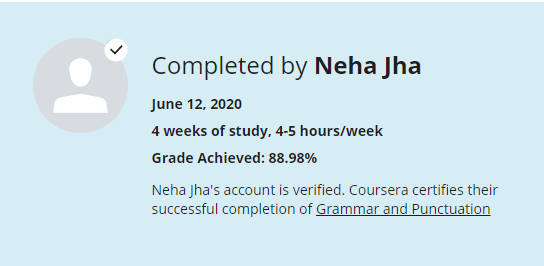 Completed by Neha Jha
June 12, 2020
4 weeks of study, 4-5 hours/week
Grade Achieved: 88.98%
Neha Jha's account is verified. Coursera certifies their
successful completion of Grammar and Punctuation